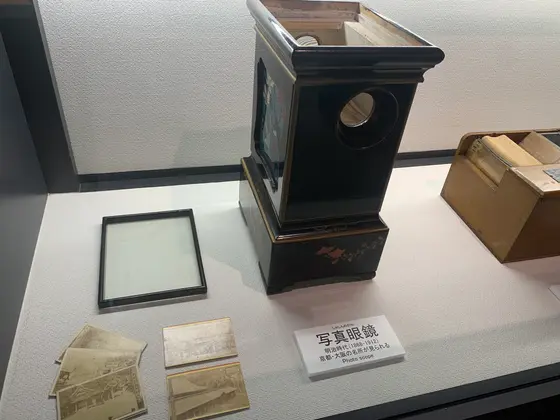 写真眼鏡
明治時代(1868-1912)
京都・大阪の名所が見られる
Photo scope